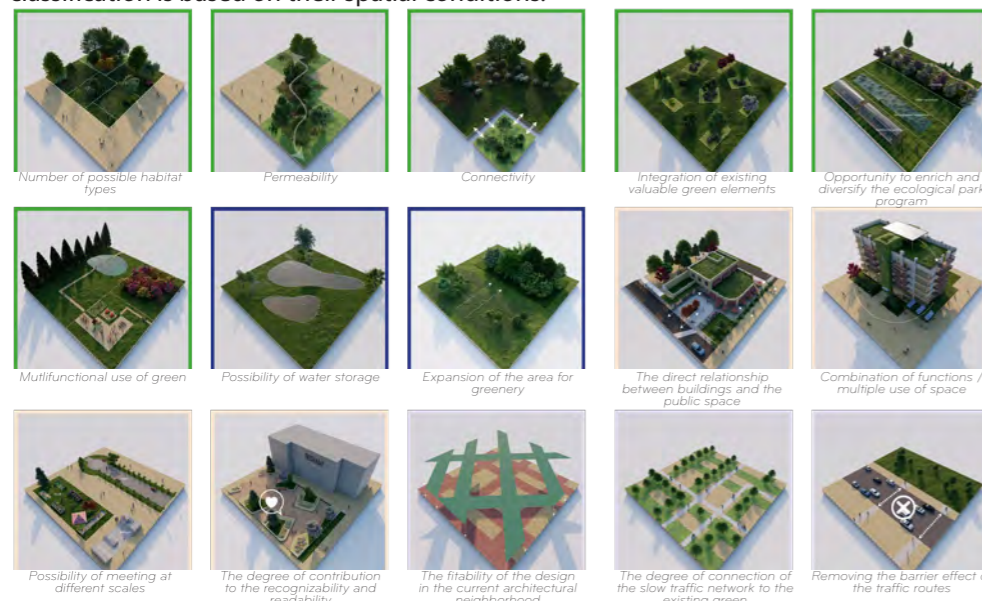 classification is based on their spatial conditions.
Number of possible habitat
types
Permeability
Connectivity
Integration of existing
valuable green elements
Opportunity to enrich and
diversify the ecological park
program
Mutlifunctional use of green
Possibility of water storage
Expansion of the area for
greenery
The direct relationship
between buildings and the
public space
Combination of functions /
multiple use of space
Possibility of meeting at
different scales
The degree of contribution
to the recognizability and
readability
The fitability of the design
in the current architectural
neighborhood
The degree of connection of
the slow traffic network to the
existing green
Removing the barrier effect
the traffic routes